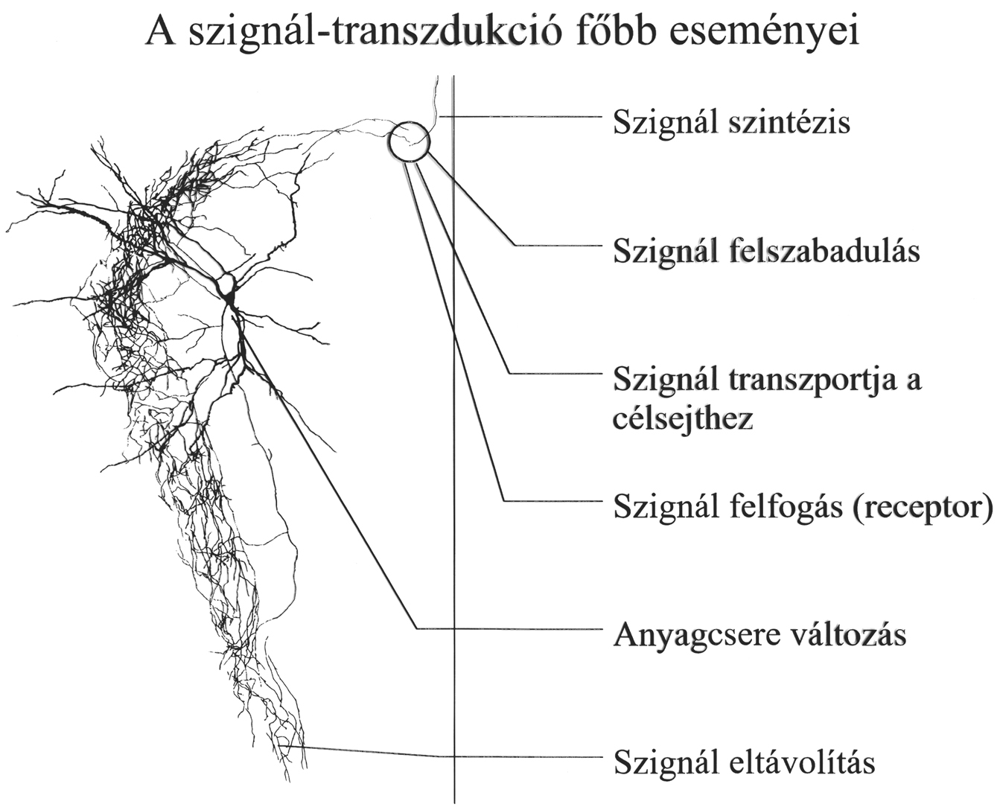 A szignál-transzdukció főbb eseményei
Szignál szintézis
Szignál felszabadulás
Szignál transzportja a
célsejthez
Szignál felfogás (receptor)
Anyagcsere változás
Szignál eltávolítás